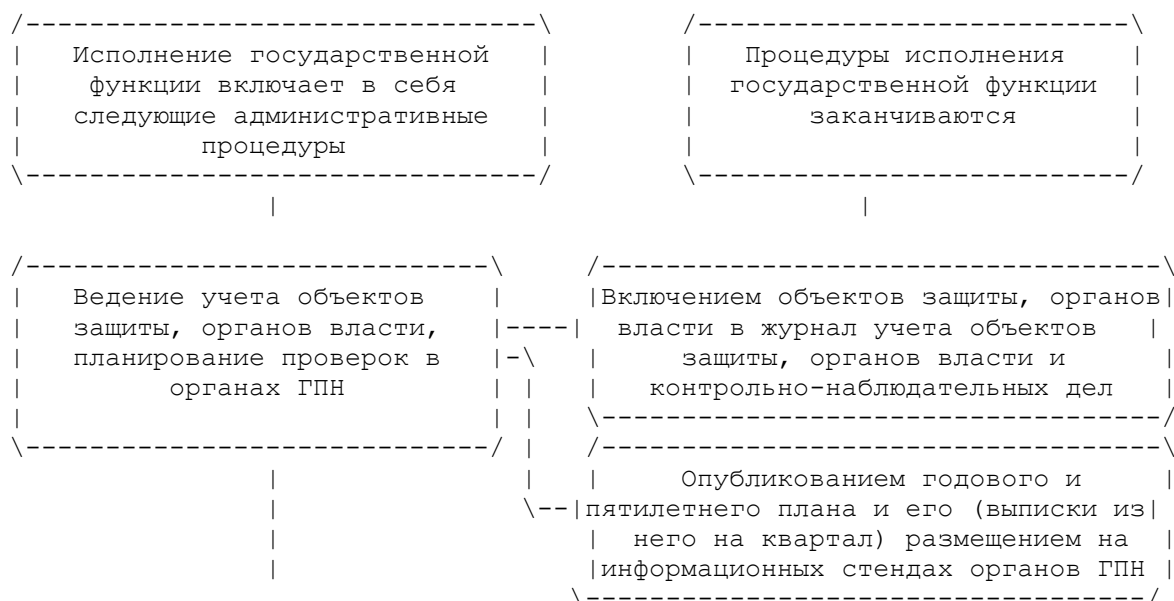 Исполнение государственной
функции включает в себя
следующие административные
процедуры
Процедуры исполнения
государственной функции
заканчиваются
Ведение учета объектов
защиты, органов власти,
планирование проверок в
органах ГПН
Включением объектов защиты, органов
власти в журнал учета объектов
защиты, органов власти и
контрольно-наблюдательных дел
Опубликованием годового и
пятилетнего плана и его (выписки из
него на квартал) размещением на
информационных стендах органов ГПН